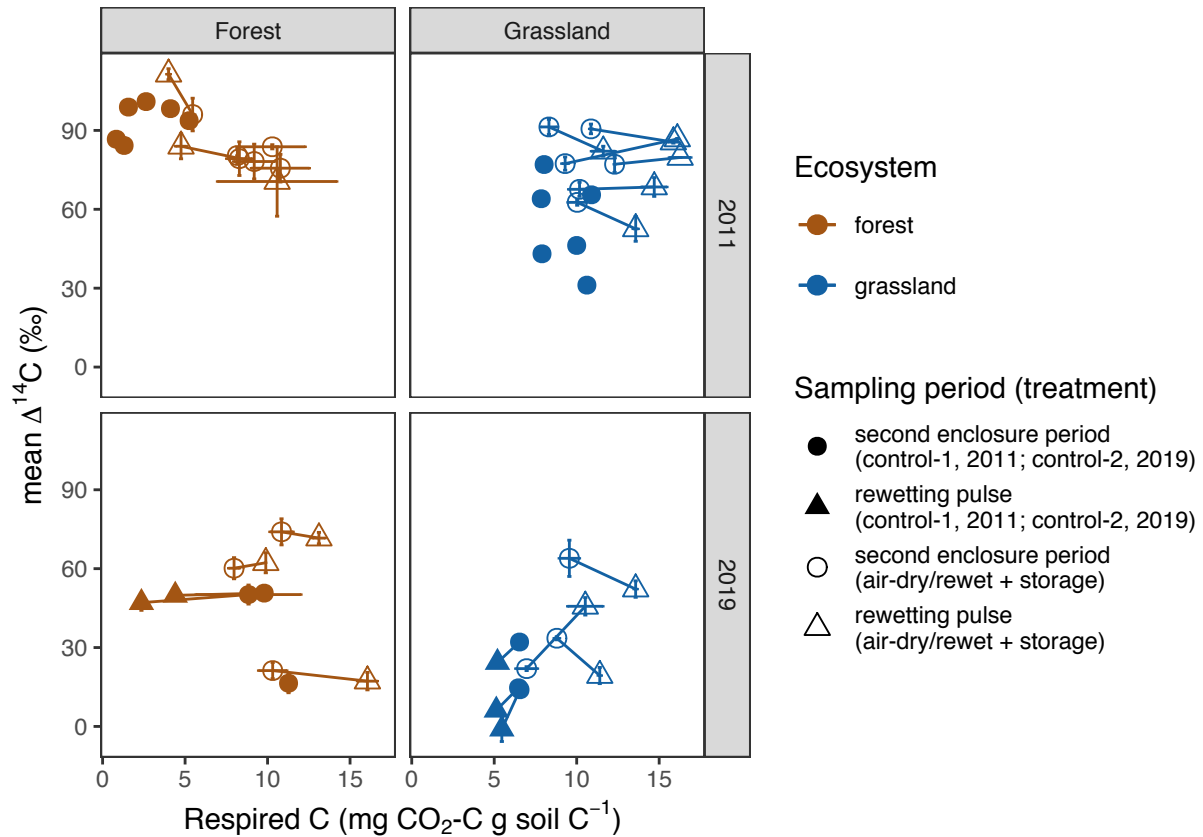 Forest
Grassland
90
60
30
0
2011
90
60
30
0
2019
0
5
10
15
0
5
10
15
mean Δ¹⁴C (‰)
Respired C (mg CO₂-C g soil C⁻¹)
Ecosystem
forest
grassland
Sampling period (treatment)
second enclosure period
(control-1, 2011; control-2, 2019)
rewetting pulse
(control-1, 2011; control-2, 2019)
second enclosure period
(air-dry/rewet + storage)
rewetting pulse
(air-dry/rewet + storage)